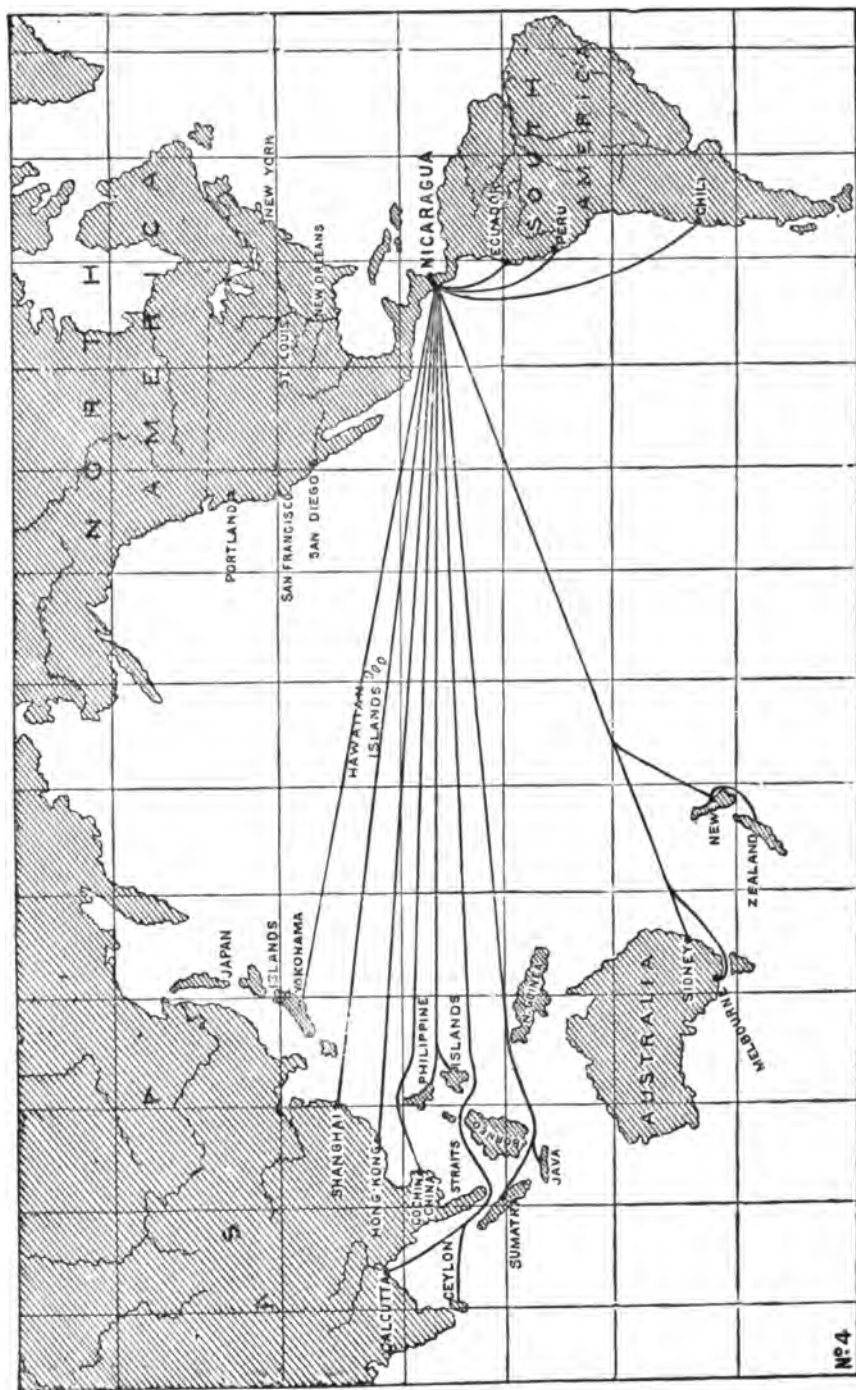 NORTH
AMERICA
NEW YORK
ST. LOUIS
NEW ORLEANS
PORTLAND
SAN FRANCISCO
SAN DIEGO
NICARAGUA
SOUTH
AMERICA
ECUADOR
PERU
CHILI
HAWAIIAN
ISLANDS
A S
JAPAN
ISLANDS
YOKOHAMA
SHANGHAI
HONG-KONG
COCHIN
CHINA
PHILIPPINE
ISLANDS
STRAITS
CALCUTTA
CEYLON
BORNEO
SUMATRA
JAVA
N. GUINEA
AUSTRALIA
SIDNEY
MELBOURNE
NEW
ZEALAND
No. 4